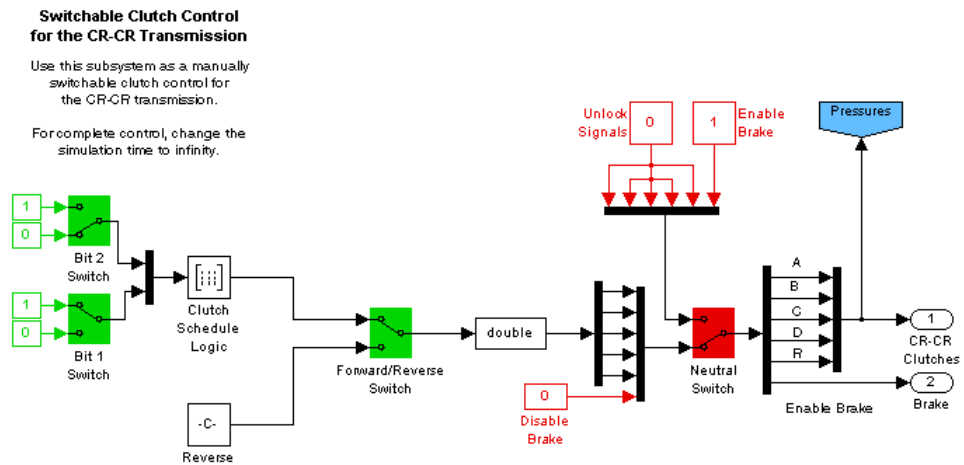 Switchable Clutch Control
for the CR-CR Transmission
Use this subsystem as a manually
switchable clutch control for
the CR-CR transmission.
For complete control, change the
simulation time to infinity.
Unlock
Signals
0
1
Enable
Brake
Pressures
1
0
Bit 2
Switch
1
0
Bit 1
Switch
Clutch
Schedule
Logic
Forward/Reverse
Switch
double
-C-
Reverse
0
Disable
Brake
Neutral
Switch
A
B
C
D
R
Enable Brake
1
CR-CR
Clutches
2
Brake